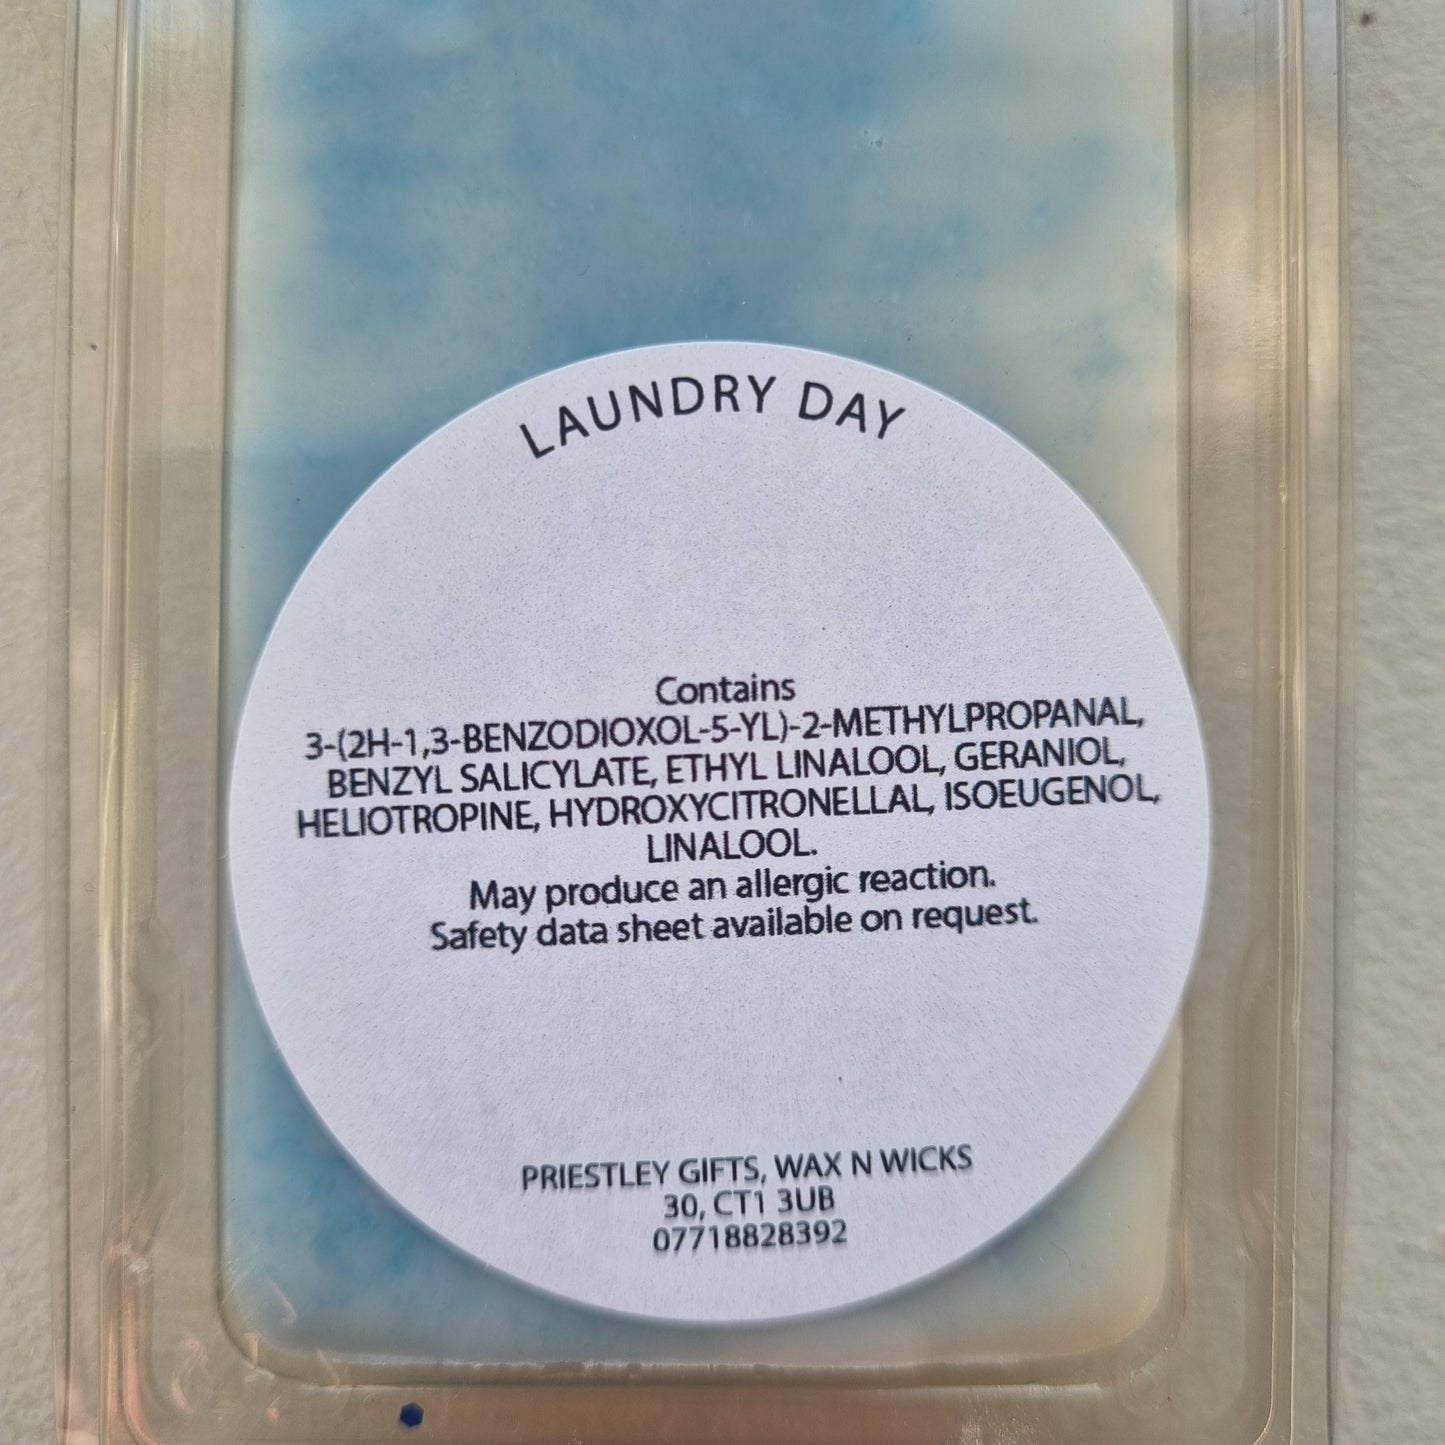 LAUNDRY DAY
Contains
3-(2H-1,3-BENZODIOXOL-5-YL)-2-METHYLPROPANAL,
BENZYL SALICYLATE, ETHYL LINALOOL, GERANIOL,
HELIOTROPINE, HYDROXYCITRONELLAL, ISOEUGENOL,
LINALOOL.
May produce an allergic reaction.
Safety data sheet available on request.
PRIESTLEY GIFTS, WAX N WICKS
30, CT1 3UB
07718828392